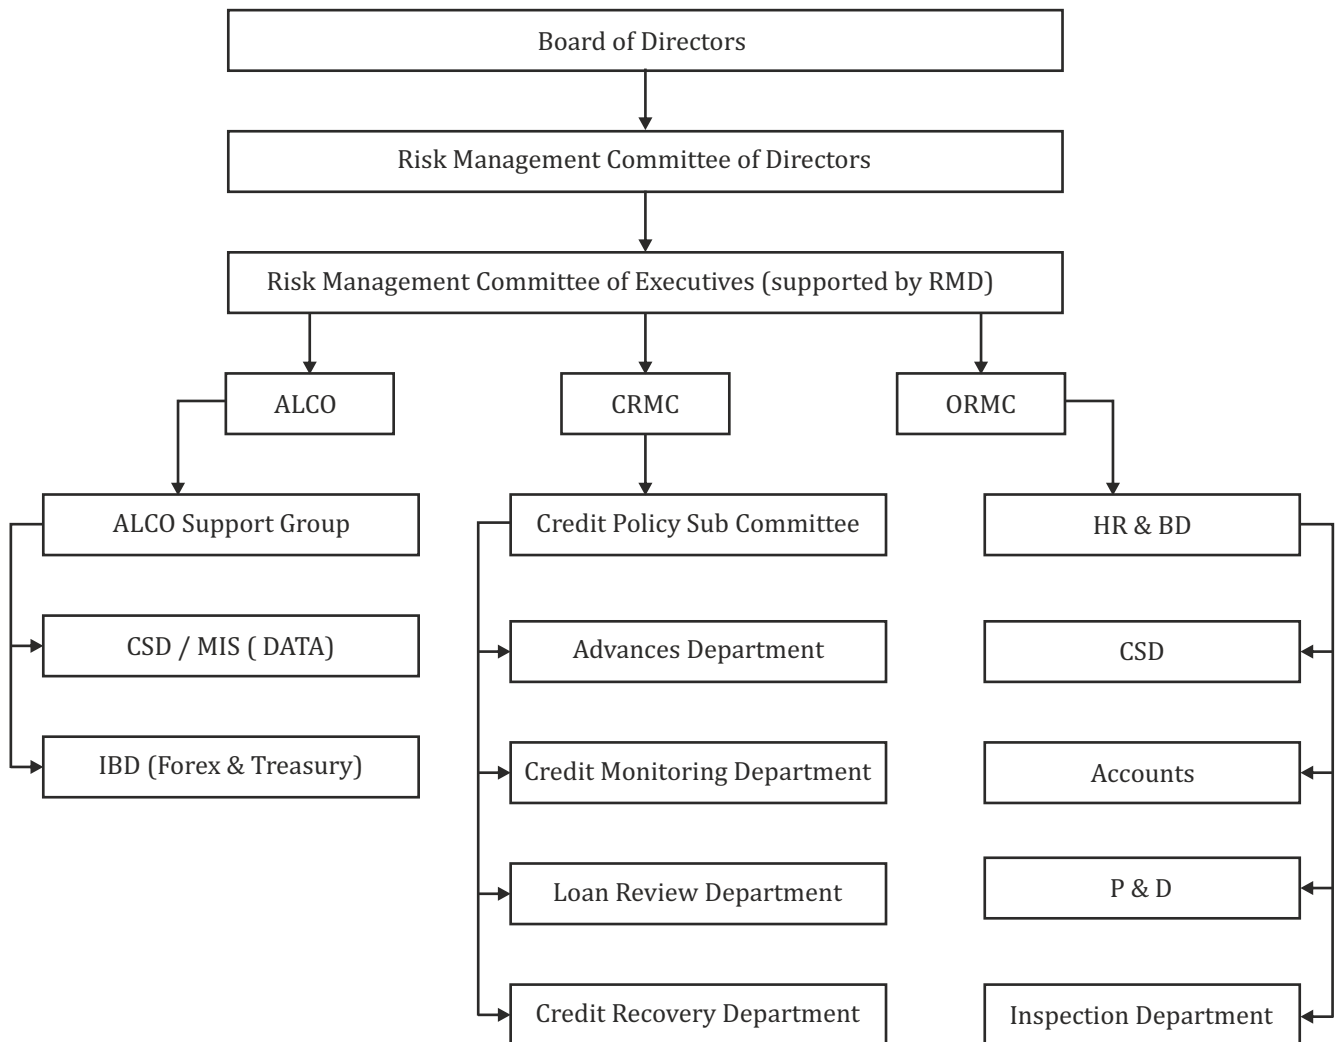 Board of Directors
Risk Management Committee of Directors
Risk Management Committee of Executives (supported by RMD)
ALCO
CRMC
ORMC
ALCO Support Group
Credit Policy Sub Committee
HR & BD
CSD / MIS ( DATA)
Advances Department
CSD
IBD (Forex & Treasury)
Credit Monitoring Department
Accounts
Loan Review Department
P & D
Credit Recovery Department
Inspection Department